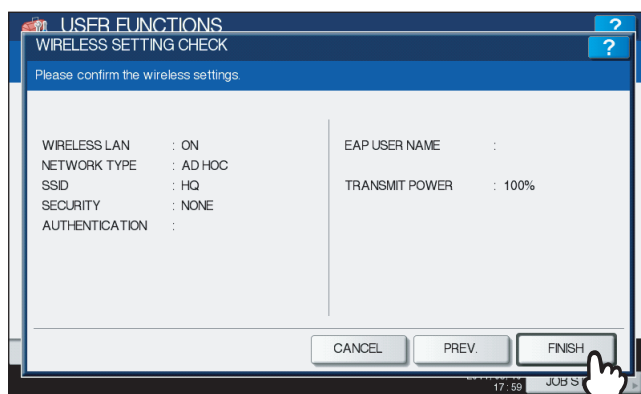 USER FUNCTIONS
?
WIRELESS SETTING CHECK
?
Please confirm the wireless settings.
WIRELESS LAN : ON
NETWORK TYPE : AD HOC
SSID : HQ
SECURITY : NONE
AUTHENTICATION :
EAP USER NAME :
TRANSMIT POWER : 100%
CANCEL
PREV.
FINISH
17:59
JOB S